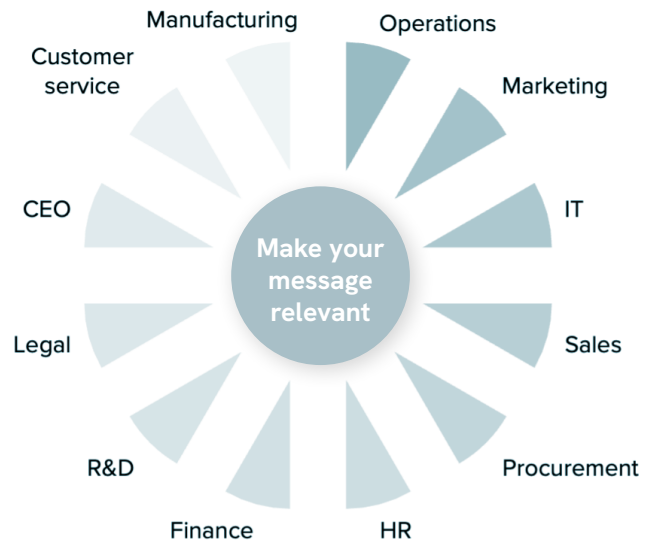 Manufacturing
Operations
Customer
service
Marketing
CEO
IT
Make your
message
relevant
Legal
Sales
R&D
Procurement
Finance
HR